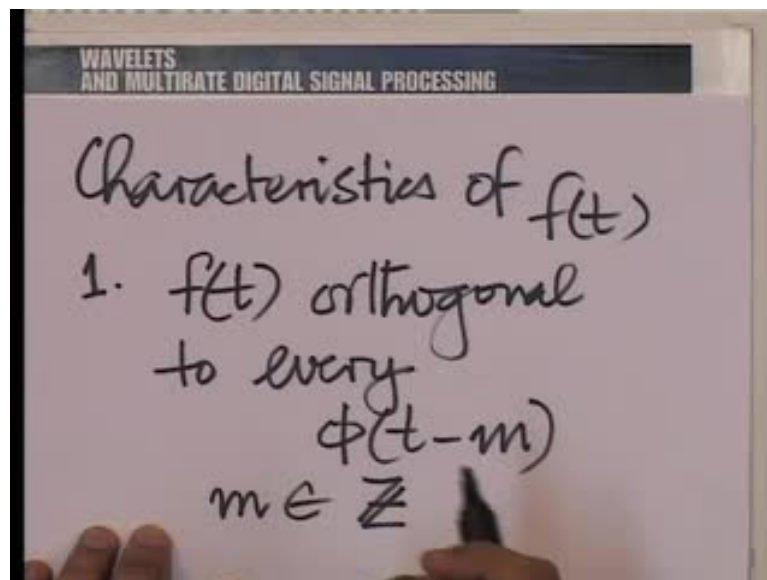 WAVELETS
AND MULTIRATE DIGITAL SIGNAL PROCESSING
Characteristics of f(t)
1. f(t) orthogonal
to every
ϕ(t-m)
m ∈ ℤ